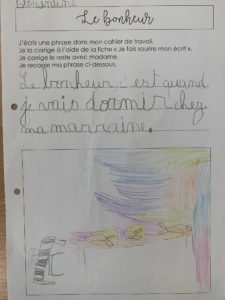 Clémentine
Le bonheur
J'écris une phrase dans mon cahier de travail.
Je la corrige à l'aide de la fiche « Je fais sourire mon écrit ».
Je corrige le reste avec madame.
Je recopie ma phrase ci-dessous.
Le bonheur c'est quand
je vais dormir chez
ma marraine.